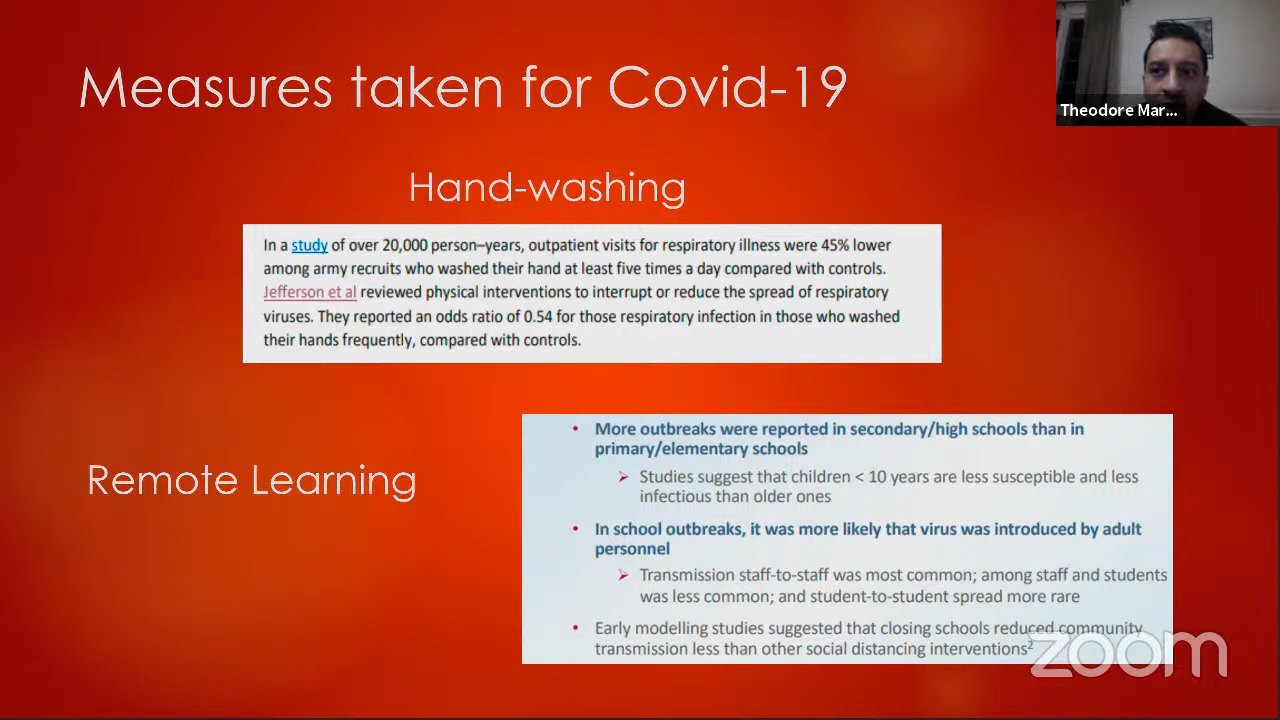 Measures taken for Covid-19
Theodore Mar...
Hand-washing
In a study of over 20,000 person–years, outpatient visits for respiratory illness were 45% lower
among army recruits who washed their hand at least five times a day compared with controls.
Jefferson et al reviewed physical interventions to interrupt or reduce the spread of respiratory
viruses. They reported an odds ratio of 0.54 for those respiratory infection in those who washed
their hands frequently, compared with controls.
Remote Learning
• More outbreaks were reported in secondary/high schools than in
primary/elementary schools
➢ Studies suggest that children < 10 years are less susceptible and less
infectious than older ones
• In school outbreaks, it was more likely that virus was introduced by adult
personnel
➢ Transmission staff-to-staff was most common; among staff and students
was less common; and student-to-student spread more rare
• Early modelling studies suggested that closing schools reduced community
transmission less than other social distancing interventions²
zoom